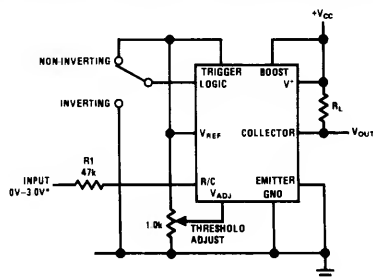 +VCC
NON-INVERTING
TRIGGER
BOOST
LOGIC
V+
INVERTING
RL
VREF
COLLECTOR
VOUT
R1
47k
INPUT
0V–3.0V*
R/C
EMITTER
VADJ
GND
1.0k
THRESHOLD
ADJUST